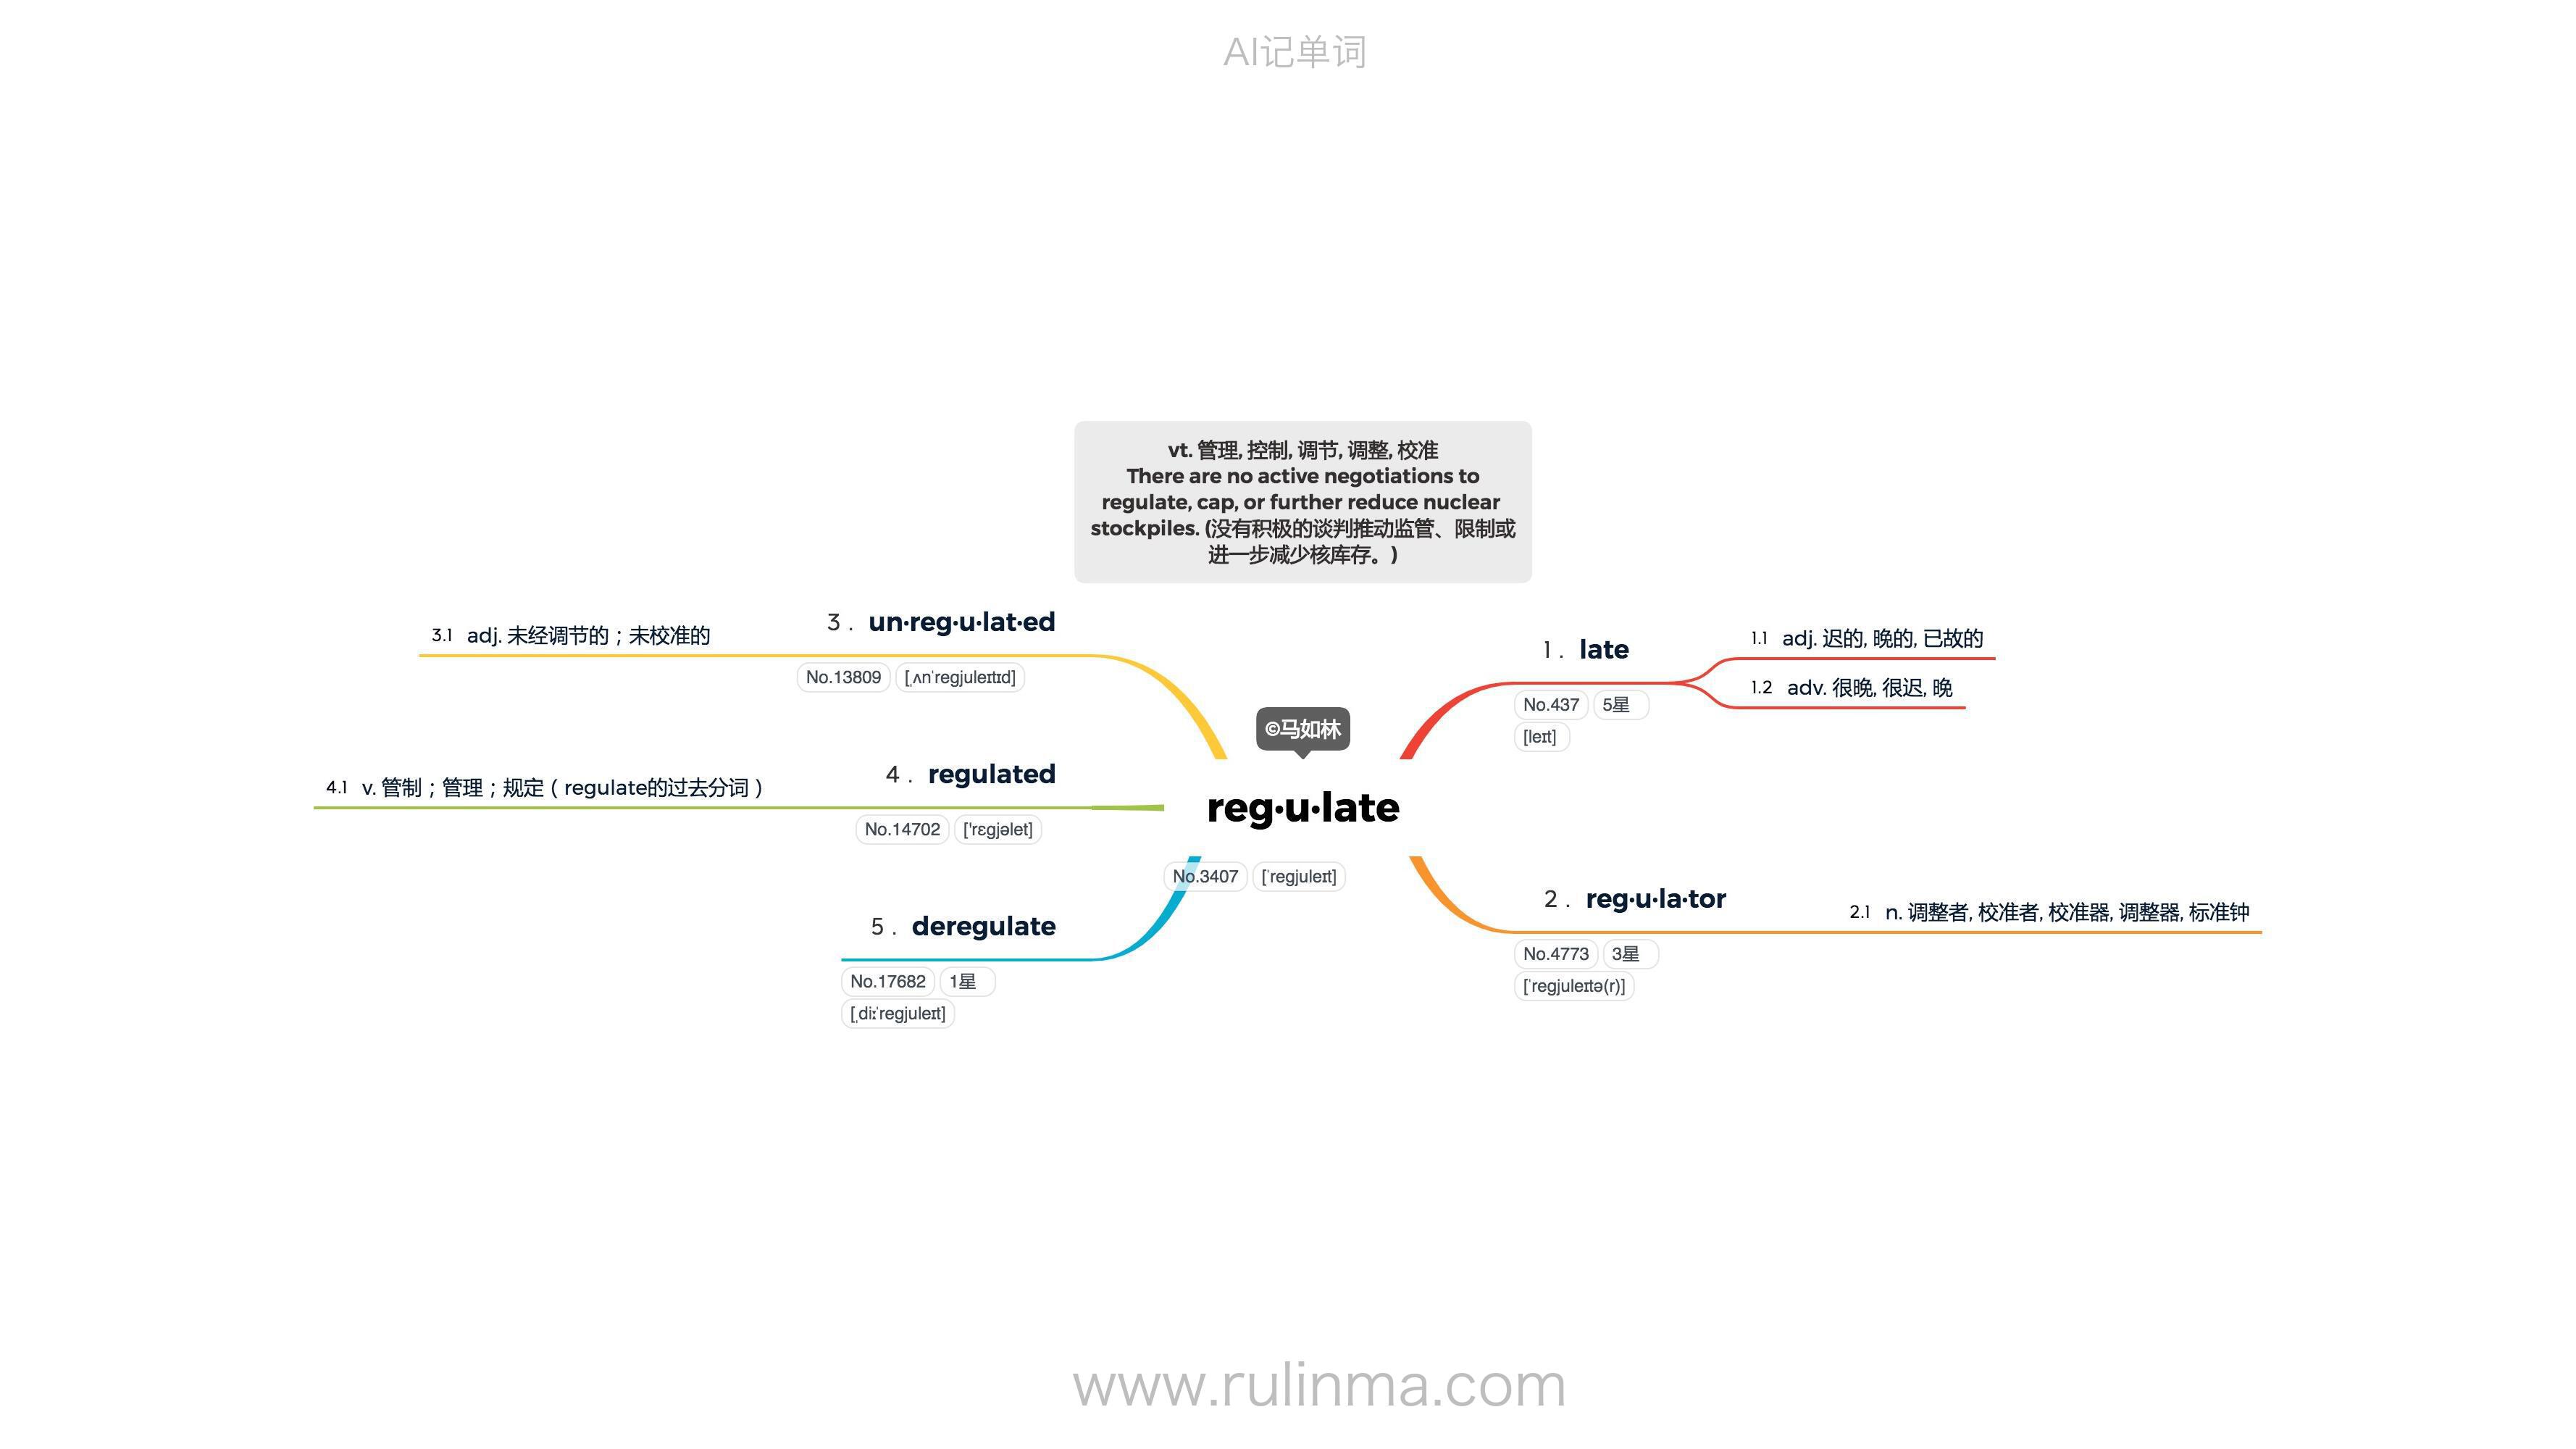 AI记单词
vt. 管理, 控制, 调节, 调整, 校准
There are no active negotiations to
regulate, cap, or further reduce nuclear
stockpiles. (没有积极的谈判推动监管、限制或
进一步减少核库存。)
©马如林
reg·u·late
No.3407 [ˈregjuleɪt]
1 . late
No.437 5星
[leɪt]
1.1 adj. 迟的, 晚的, 已故的
1.2 adv. 很晚, 很迟, 晚
2 . reg·u·la·tor
No.4773 3星
[ˈregjuleɪtə(r)]
2.1 n. 调整者, 校准者, 校准器, 调整器, 标准钟
3 . un·reg·u·lat·ed
No.13809 [ˌʌnˈregjuleɪtɪd]
3.1 adj. 未经调节的；未校准的
4 . regulated
No.14702 ['rɛgjəlet]
4.1 v. 管制；管理；规定（regulate的过去分词）
5 . deregulate
No.17682 1星
[ˌdiːˈregjuleɪt]
www.rulinma.com